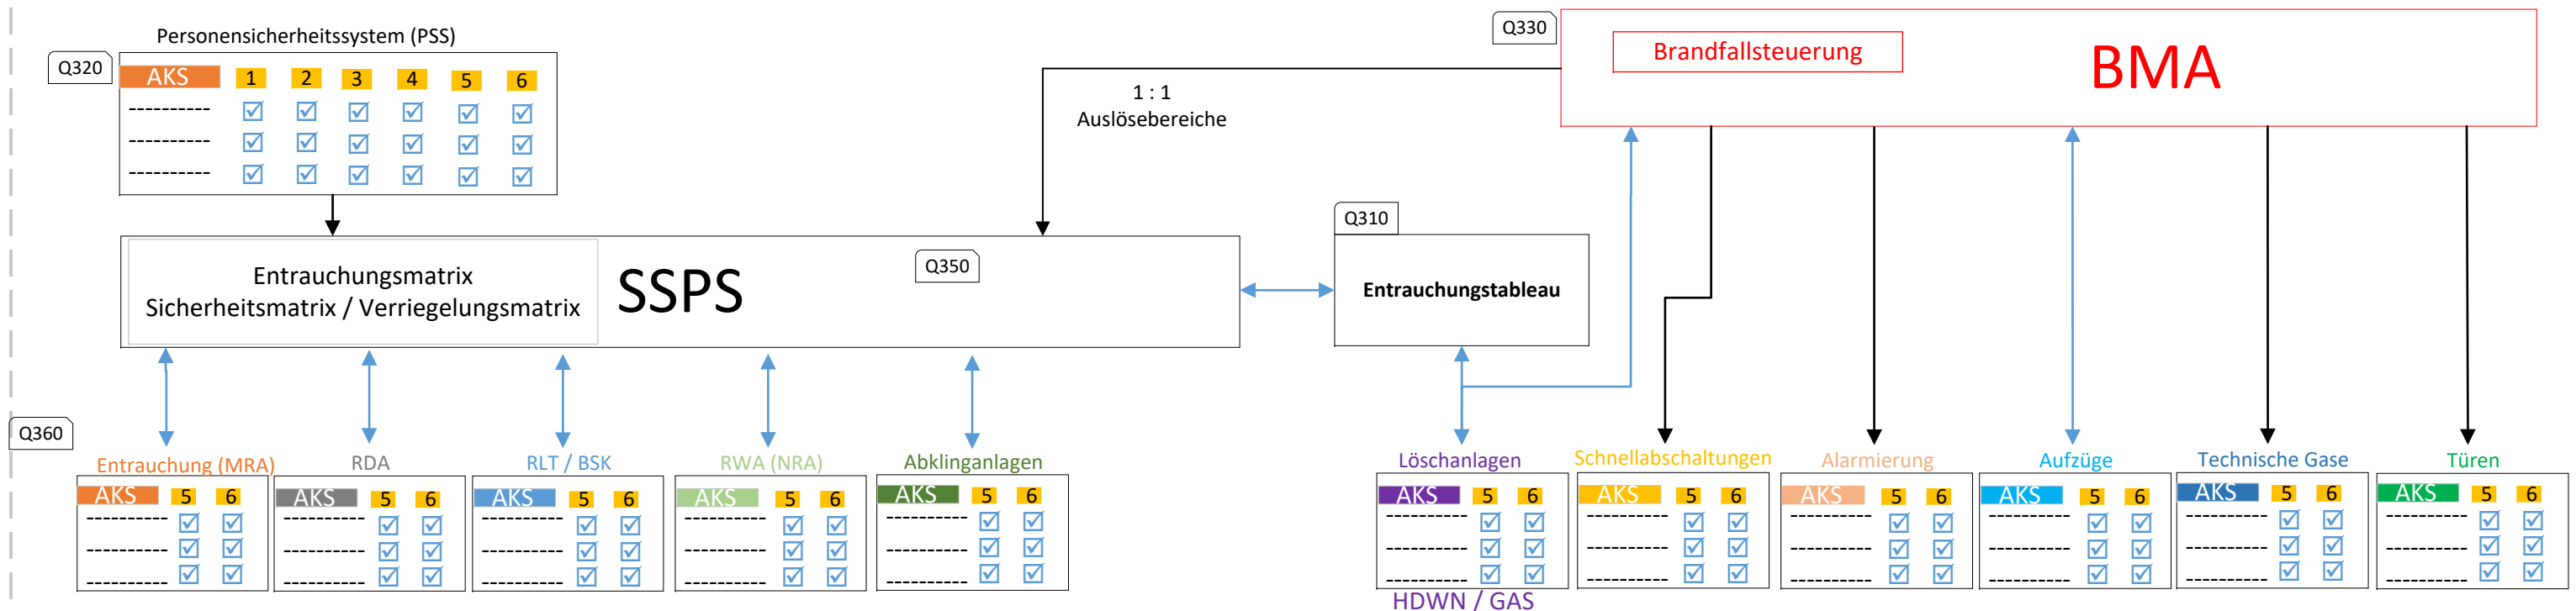 Personensicherheitssystem (PSS)
Q320
AKS 1 2 3 4 5 6
----------
----------
----------
Q330
Brandfallsteuerung
BMA
1 : 1
Auslösebereiche
Q310
Entrauchungstableau
Q350
Entrauchungsmatrix
Sicherheitsmatrix / Verriegelungsmatrix
SSPS
Q360
Entrauchung (MRA)
AKS 5 6
----------
----------
----------
RDA
AKS 5 6
----------
----------
----------
RLT / BSK
AKS 5 6
----------
----------
----------
RWA (NRA)
AKS 5 6
----------
----------
----------
Abklinganlagen
AKS 5 6
----------
----------
----------
Löschanlagen
AKS 5 6
----------
----------
----------
HDWN / GAS
Schnellabschaltungen
AKS 5 6
----------
----------
----------
Alarmierung
AKS 5 6
----------
----------
----------
Aufzüge
AKS 5 6
----------
----------
----------
Technische Gase
AKS 5 6
----------
----------
----------
Türen
AKS 5 6
----------
----------
----------